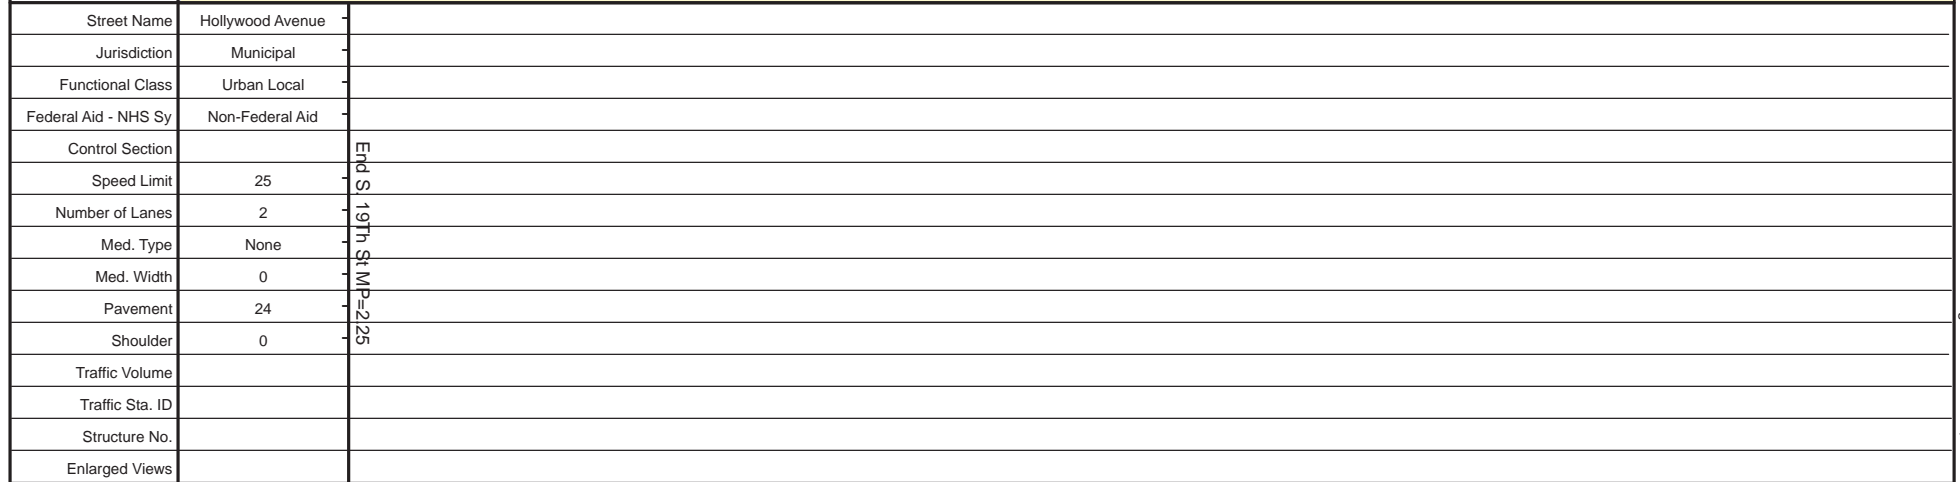 Street Name Hollywood Avenue
Jurisdiction Municipal
Functional Class Urban Local
Federal Aid - NHS Sy Non-Federal Aid
Control Section
Speed Limit 25
Number of Lanes 2
Med. Type None
Med. Width 0
Pavement 24
Shoulder 0
Traffic Volume
Traffic Sta. ID
Structure No.
Enlarged Views
End S. 19Th St MP=2.25